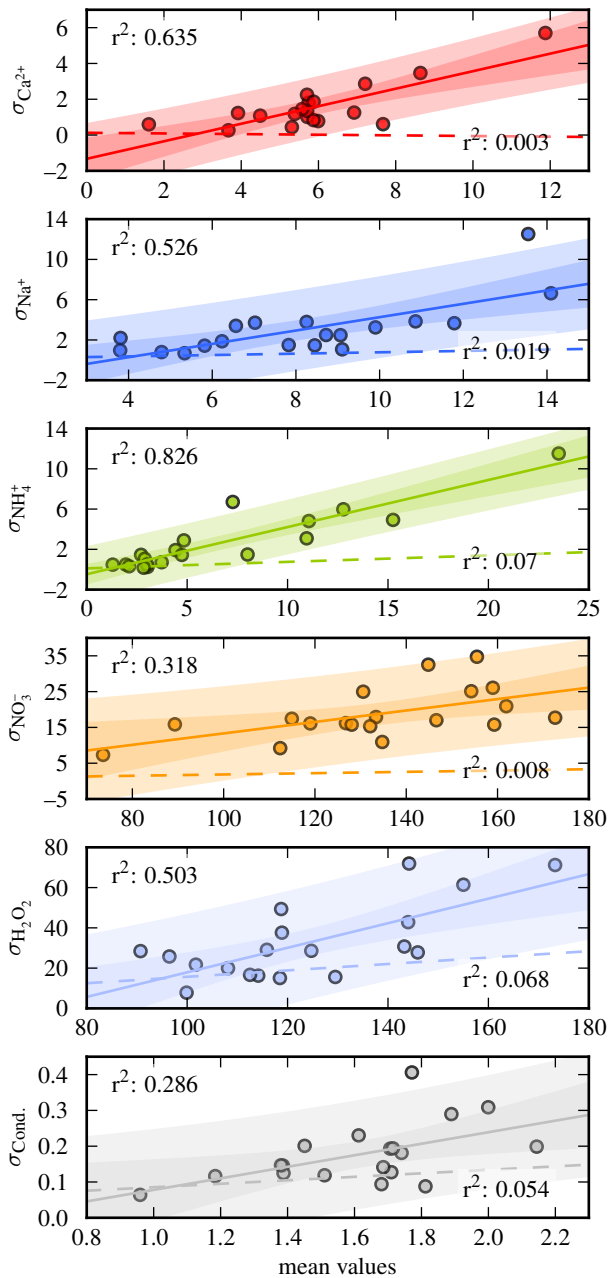 r²: 0.635
6
4
2
0
−2
σCa²⁺
r²: 0.003
0 2 4 6 8 10 12
r²: 0.526
14
10
6
2
−2
σNa⁺
r²: 0.019
4 6 8 10 12 14
r²: 0.826
14
10
6
2
−2
σNH₄⁺
r²: 0.07
0 5 10 15 20 25
r²: 0.318
35
25
15
5
−5
σNO₃⁻
r²: 0.008
80 100 120 140 160 180
r²: 0.503
80
60
40
20
0
σH₂O₂
r²: 0.068
80 100 120 140 160 180
r²: 0.286
0.4
0.3
0.2
0.1
0.0
σCond.
r²: 0.054
0.8 1.0 1.2 1.4 1.6 1.8 2.0 2.2
mean values